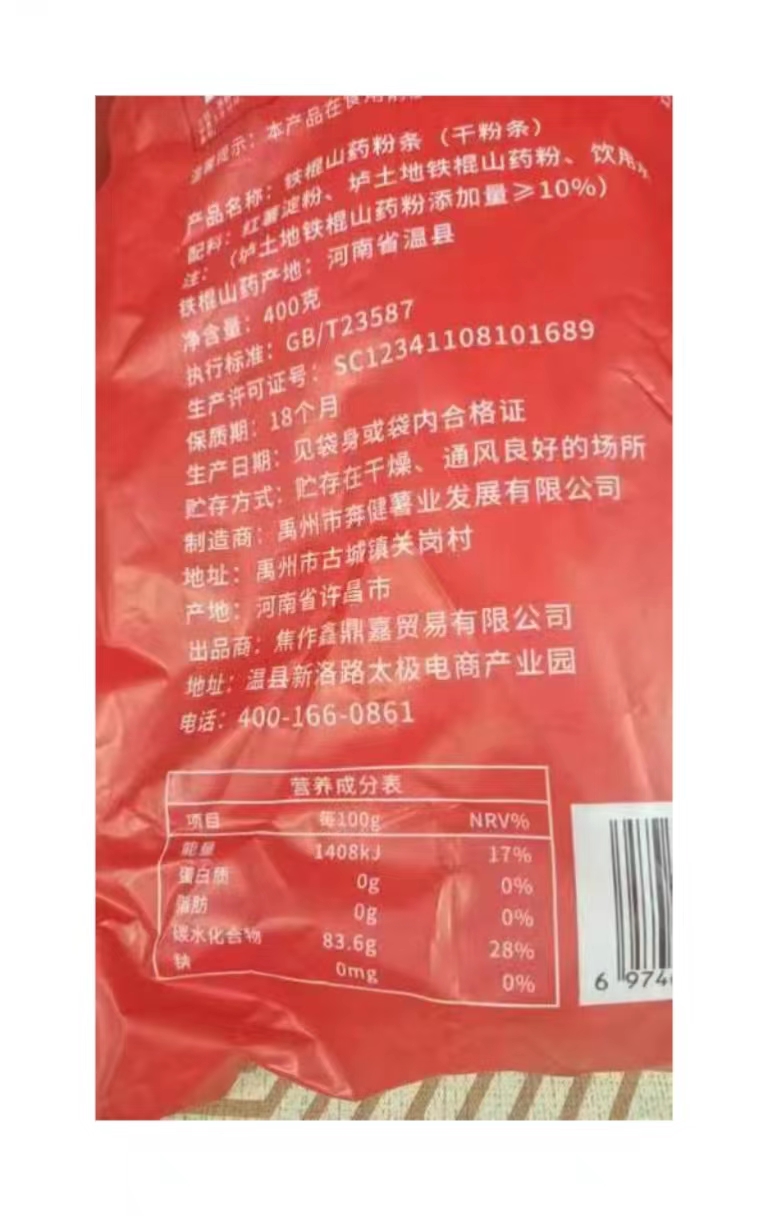 温馨提示：本产品在食用前
产品名称：铁棍山药粉条（干粉条）
配料：红薯淀粉、垆土地铁棍山药粉、饮用水
注：（垆土地铁棍山药粉添加量≥10%）
铁棍山药产地：河南省温县
净含量：400克
执行标准：GB/T23587
生产许可证号：SC12341108101689
保质期：18个月
生产日期：见袋身或袋内合格证
贮存方式：贮存在干燥、通风良好的场所
制造商：禹州市奔健薯业发展有限公司
地址：禹州市古城镇关岗村
产地：河南省许昌市
出品商：焦作鑫鼎嘉贸易有限公司
地址：温县新洛路太极电商产业园
电话：400-166-0861
营养成分表
项目 每100g NRV%
能量 1408kJ 17%
蛋白质 0g 0%
脂肪 0g 0%
碳水化合物 83.6g 28%
钠 0mg 0%
6 974